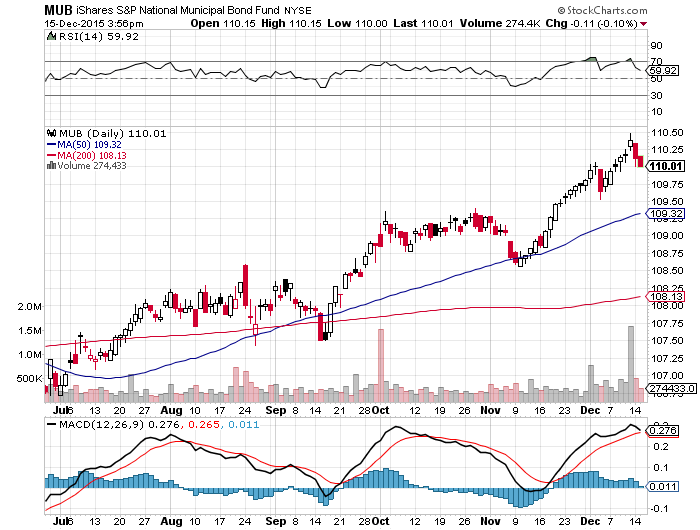 MUB iShares S&P National Municipal Bond Fund NYSE © StockCharts.com
15-Dec-2015 3:56pm Open 110.15 High 110.15 Low 0.00 Last 110.01 Volume 274.4K Chg -0.11 (-0.10%)
RSI(14) 59.92
90
70
59.92
50
30
10
MUB (Daily) 110.01
MA(50) 109.32
MA(200) 108.13
Volume 274,433
110.50
110.01
109.75
109.50
109.32
109.00
108.75
108.50
108.25
108.13
108.00
107.75
107.50
107.25
107.00
274433.0
2.0M
1.5M
1.0M
500K
Jul 6 13 20 27 Aug 10 17 24 Sep 8 14 21 28 Oct 12 19 26 Nov 9 16 23 Dec 7 14
MACD(12,26,9) 0.276, 0.265, 0.011
0.276
0.2
0.1
0.011
-0.1
Jul 6 13 20 27 Aug 10 17 24 Sep 8 14 21 28 Oct 12 19 26 Nov 9 16 23 Dec 7 14